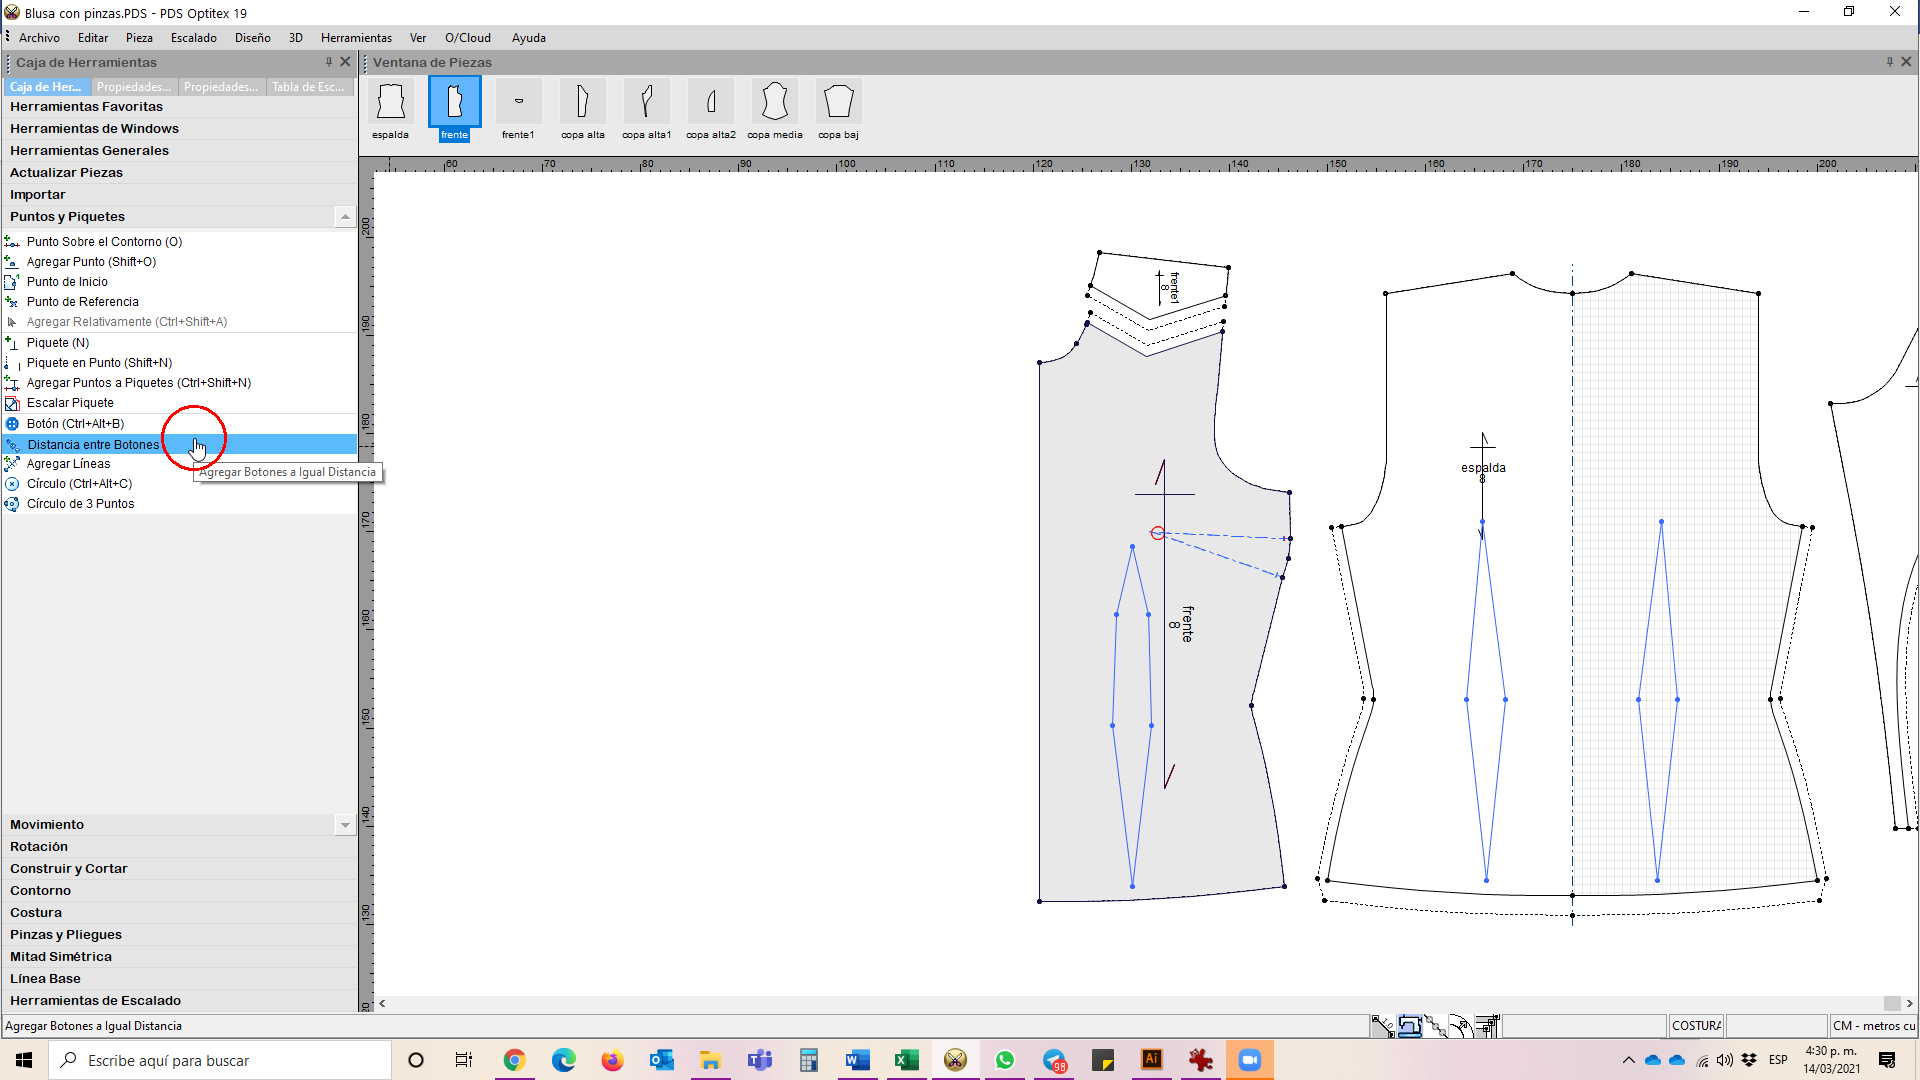 Blusa con pinzas.PDS - PDS Optitex 19
Archivo Editar Pieza Escalado Diseño 3D Herramientas Ver O/Cloud Ayuda
Caja de Herramientas
Ventana de Piezas
Caja de Her... Propiedades... Propiedades... Tabla de Esc...
Herramientas Favoritas
Herramientas de Windows
Herramientas Generales
Actualizar Piezas
Importar
Puntos y Piquetes
Punto Sobre el Contorno (O)
Agregar Punto (Shift+O)
Punto de Inicio
Punto de Referencia
Agregar Relativamente (Ctrl+Shift+A)
Piquete (N)
Piquete en Punto (Shift+N)
Agregar Puntos a Piquetes (Ctrl+Shift+N)
Escalar Piquete
Botón (Ctrl+Alt+B)
Distancia entre Botones
Agregar Líneas
Agregar Botones a Igual Distancia
Círculo (Ctrl+Alt+C)
Círculo de 3 Puntos
Movimiento
Rotación
Construir y Cortar
Contorno
Costura
Pinzas y Pliegues
Mitad Simétrica
Línea Base
Herramientas de Escalado
espalda frente frente1 copa alta copa alta1 copa alta2 copa media copa baj
60 70 80 90 100 110 120 130 140 150 160 170 180 190 200
200
190
180
170
160
150
140
130
20
frente1
8
frente
8
espalda
8
Agregar Botones a Igual Distancia
COSTURA
CM - metros cu
Escribe aquí para buscar
98
Ai
ESP
4:30 p. m.
14/03/2021